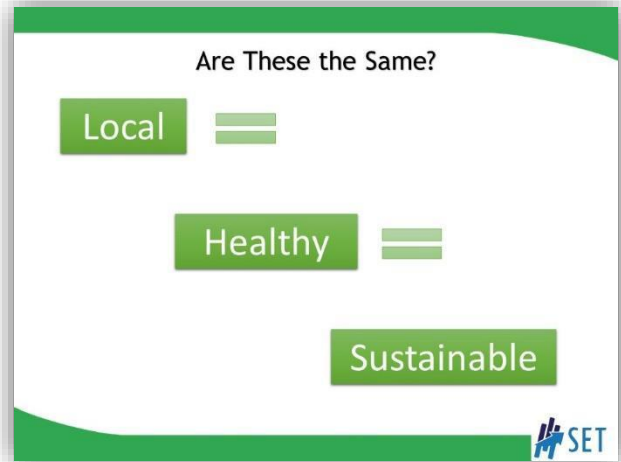 Are These the Same?
Local =
Healthy =
Sustainable
SET